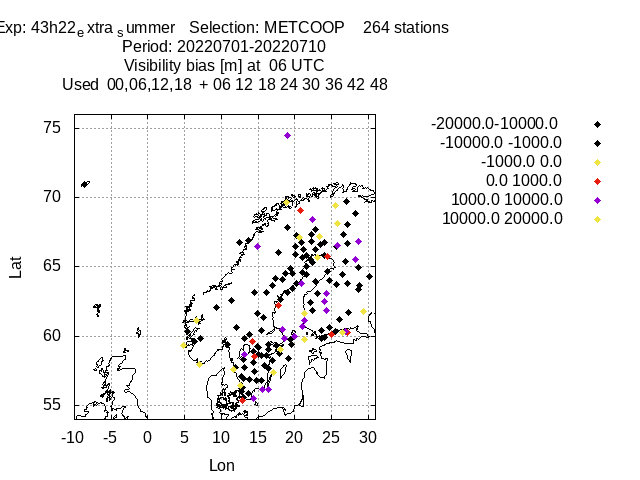 Exp: 43h22e xtra s ummer Selection: METCOOP 264 stations
Period: 20220701-20220710
Visibility bias [m] at 06 UTC
Used 00,06,12,18 + 06 12 18 24 30 36 42 48
-20000.0-10000.0
-10000.0 -1000.0
-1000.0 0.0
0.0 1000.0
1000.0 10000.0
10000.0 20000.0
75
70
65
60
55
Lat
-10 -5 0 5 10 15 20 25 30
Lon